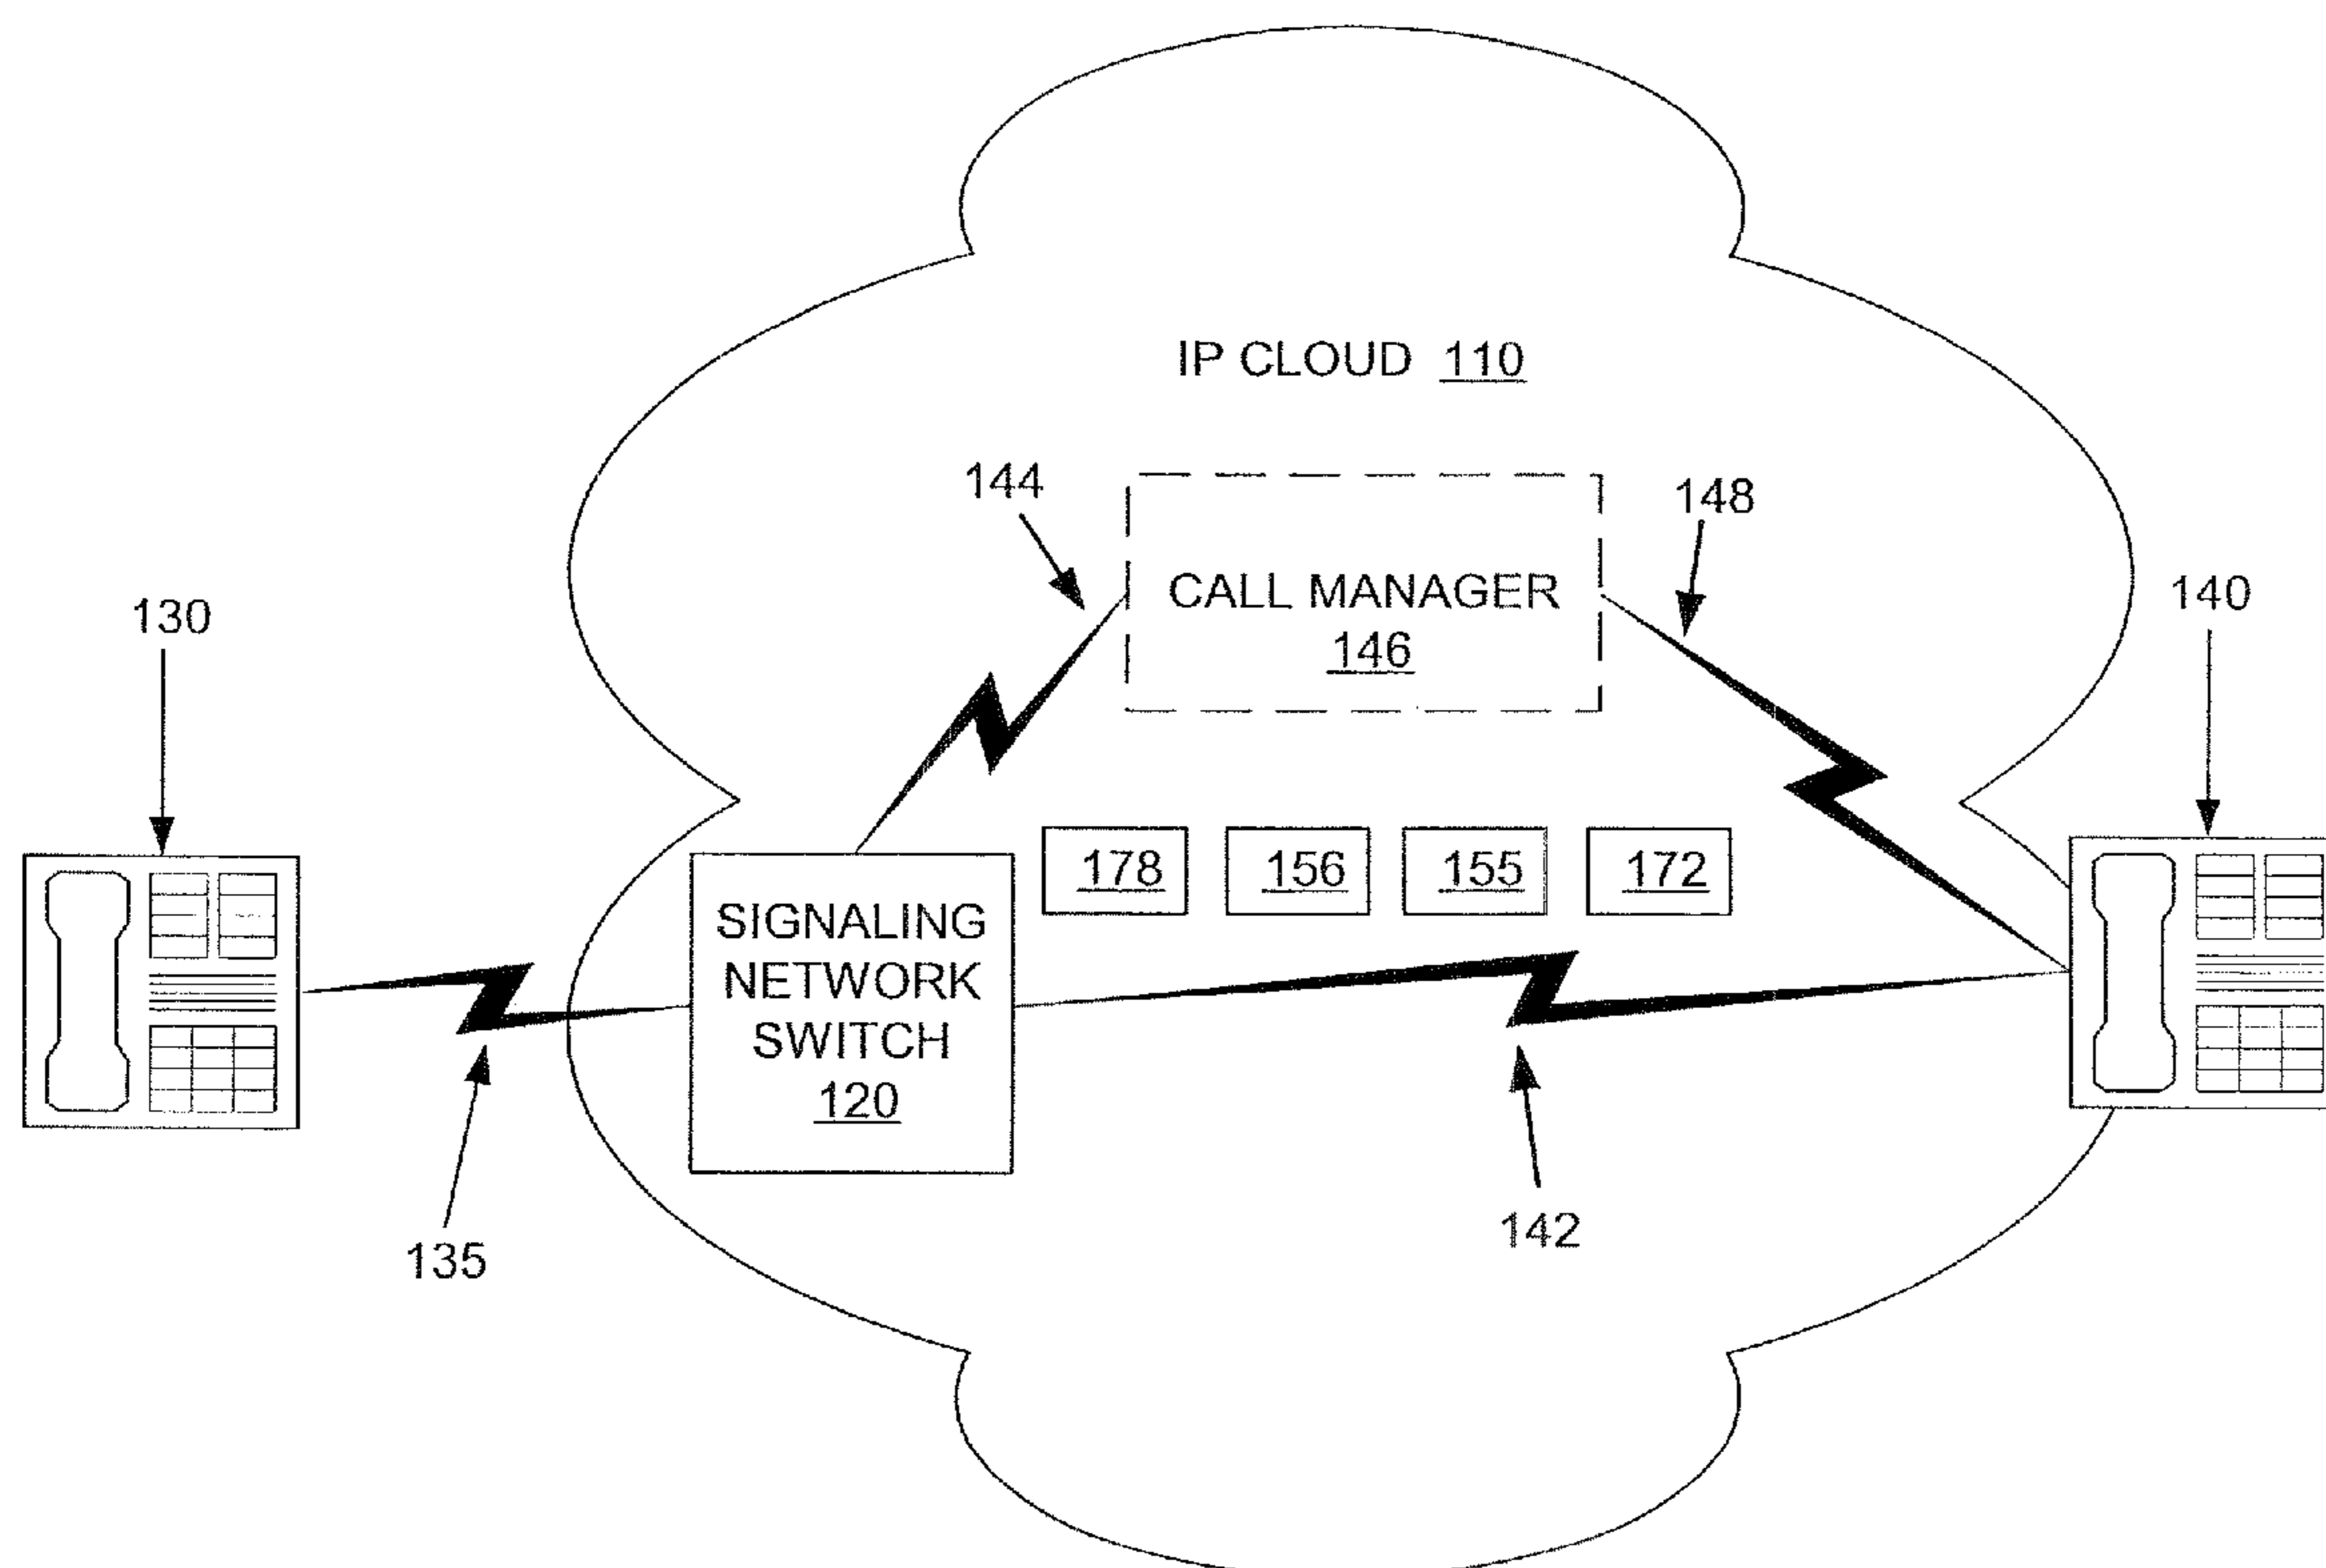 IP CLOUD 110
144
148
CALL MANAGER
146
130
140
178
156
155
172
SIGNALING
NETWORK
SWITCH
120
135
142